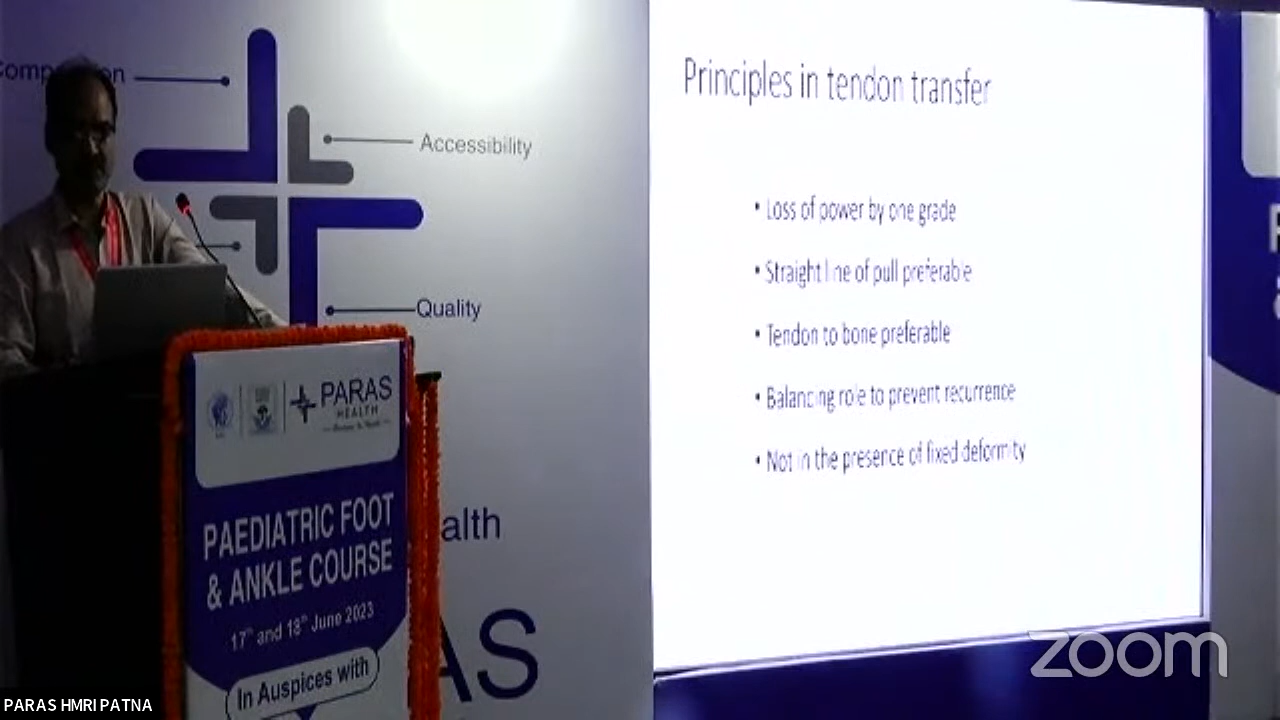 Accessibility
Quality
Principles in tendon transfer
• Loss of power by one grade
• Straight line of pull preferable
• Tendon to bone preferable
• Balancing role to prevent recurrence
• Not in the presence of fixed deformity
PARAS
HEALTH
PAEDIATRIC FOOT
& ANKLE COURSE
17th and 18th June 2023
In Auspices with
alth
AS
zoom
PARAS HMRI PATNA